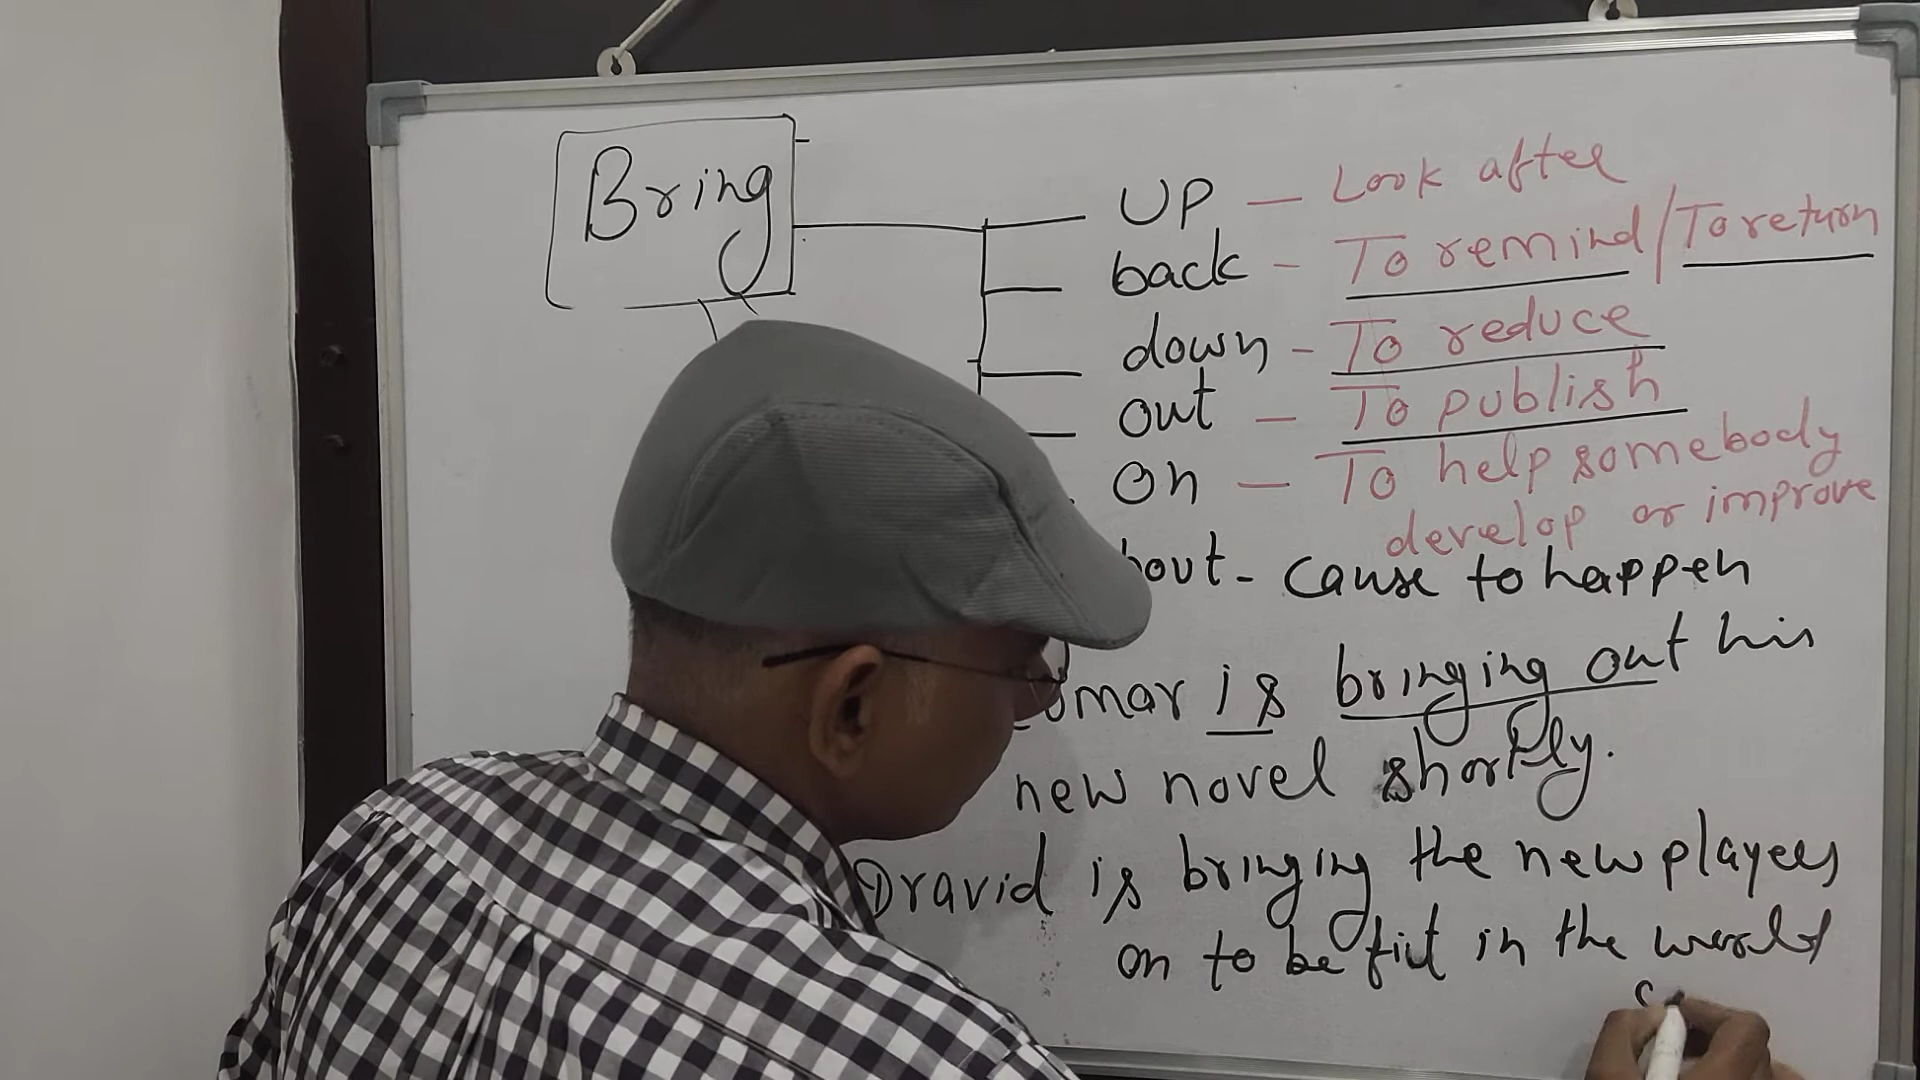 Bring
UP - Look after
back - To remind/To return
down - To reduce
out - To publish
on - To help somebody
develop or improve
bout - cause to happen
umar is bringing out his
new novel shortly.
Dravid is bringing the new players
on to be fit in the world